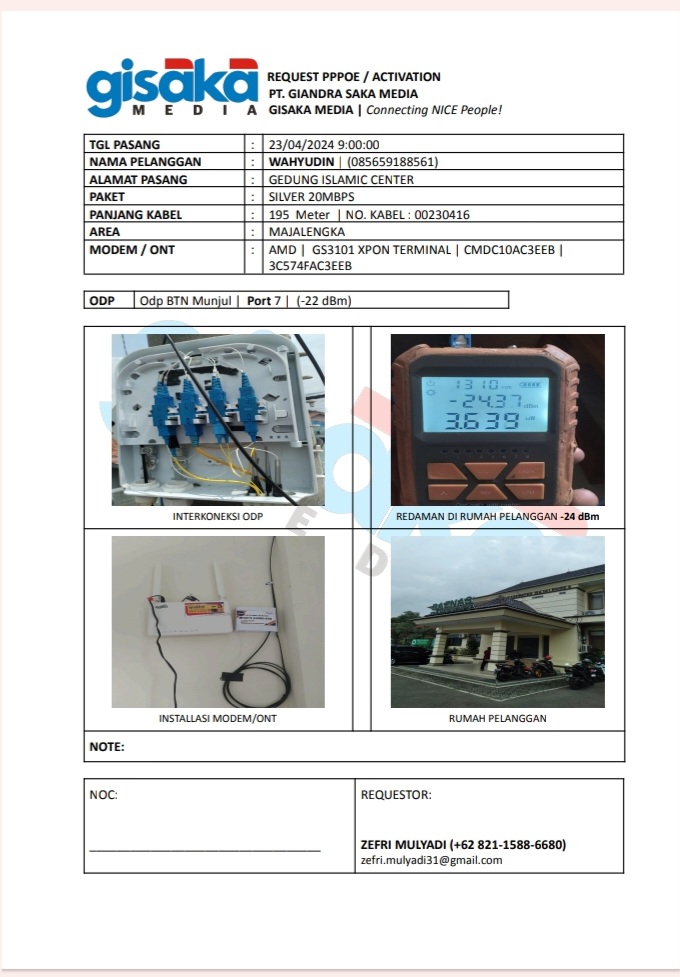 gisaka
MEDIA
REQUEST PPPOE / ACTIVATION
PT. GIANDRA SAKA MEDIA
GISAKA MEDIA | Connecting NICE People!
TGL PASANG : 23/04/2024 9:00:00
NAMA PELANGGAN : WAHYUDIN | (085659188561)
ALAMAT PASANG : GEDUNG ISLAMIC CENTER
PAKET : SILVER 20MBPS
PANJANG KABEL : 195 Meter | NO. KABEL : 00230416
AREA : MAJALENGKA
MODEM / ONT : AMD | GS3101 XPON TERMINAL | CMDC10AC3EEB |
3C574FAC3EEB
ODP Odp BTN Munjul | Port 7 | (-22 dBm)
1310 nm
-24.37 dBm
3.639 uW
INTERKONEKSI ODP
REDAMAN DI RUMAH PELANGGAN -24 dBm
BAZNAS
INSTALLASI MODEM/ONT
RUMAH PELANGGAN
NOTE:
NOC:
REQUESTOR:
ZEFRI MULYADI (+62 821-1588-6680)
zefri.mulyadi31@gmail.com